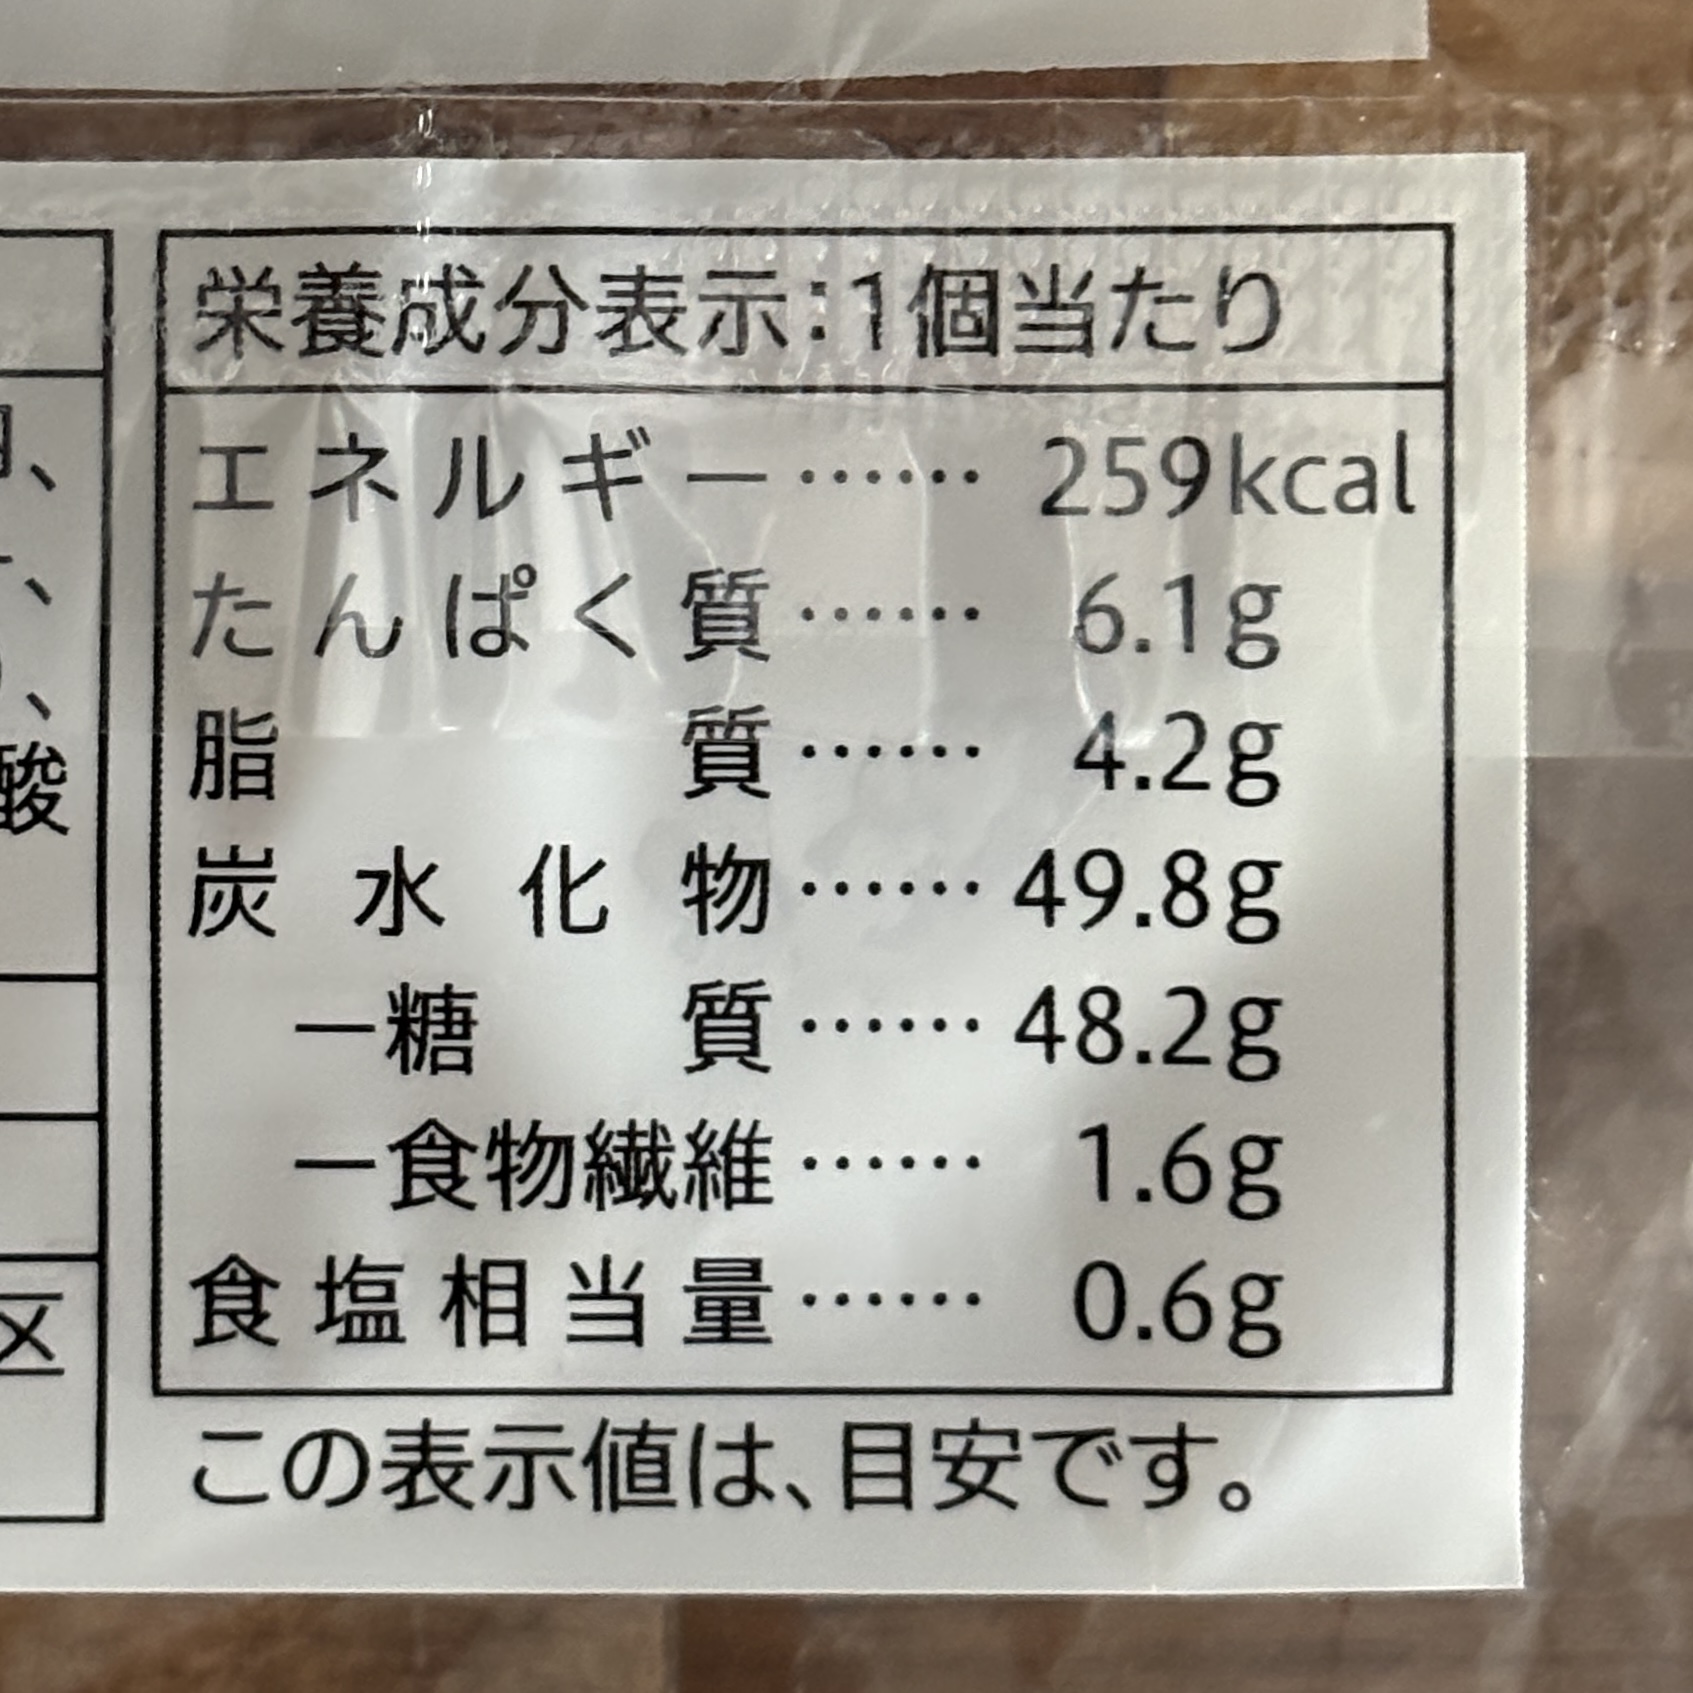 栄養成分表示：1個当たり
エネルギー…… 259kcal
たんぱく質…… 6.1g
脂質…… 4.2g
炭水化物…… 49.8g
－糖質…… 48.2g
－食物繊維…… 1.6g
食塩相当量…… 0.6g
この表示値は、目安です。
酸
区